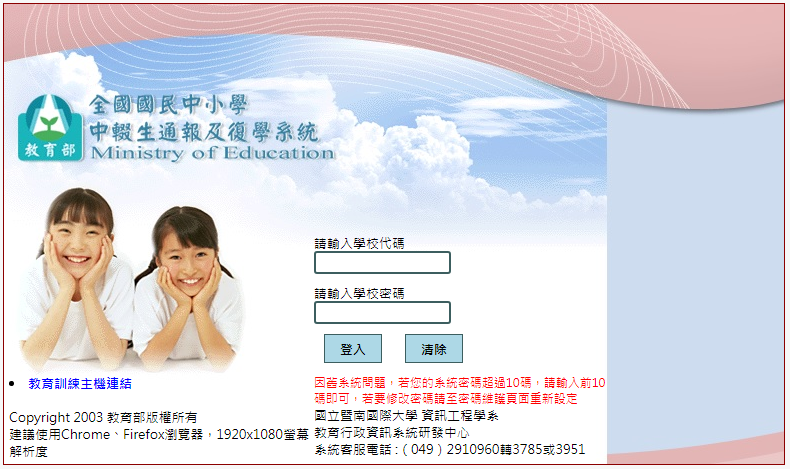 全國國民中小學
中輟生通報及復學系統
Ministry of Education
教育部
請輸入學校代碼
請輸入學校密碼
登入 清除
教育訓練主機連結
因舊系統問題，若您的系統密碼超過10碼，請輸入前10
碼即可，若要修改密碼請至密碼維護頁面重新設定
Copyright 2003 教育部版權所有
建議使用Chrome、Firefox瀏覽器，1920x1080螢幕
解析度
國立暨南國際大學 資訊工程學系
教育行政資訊系統研發中心
系統客服電話：( 049 ) 2910960轉3785或3951